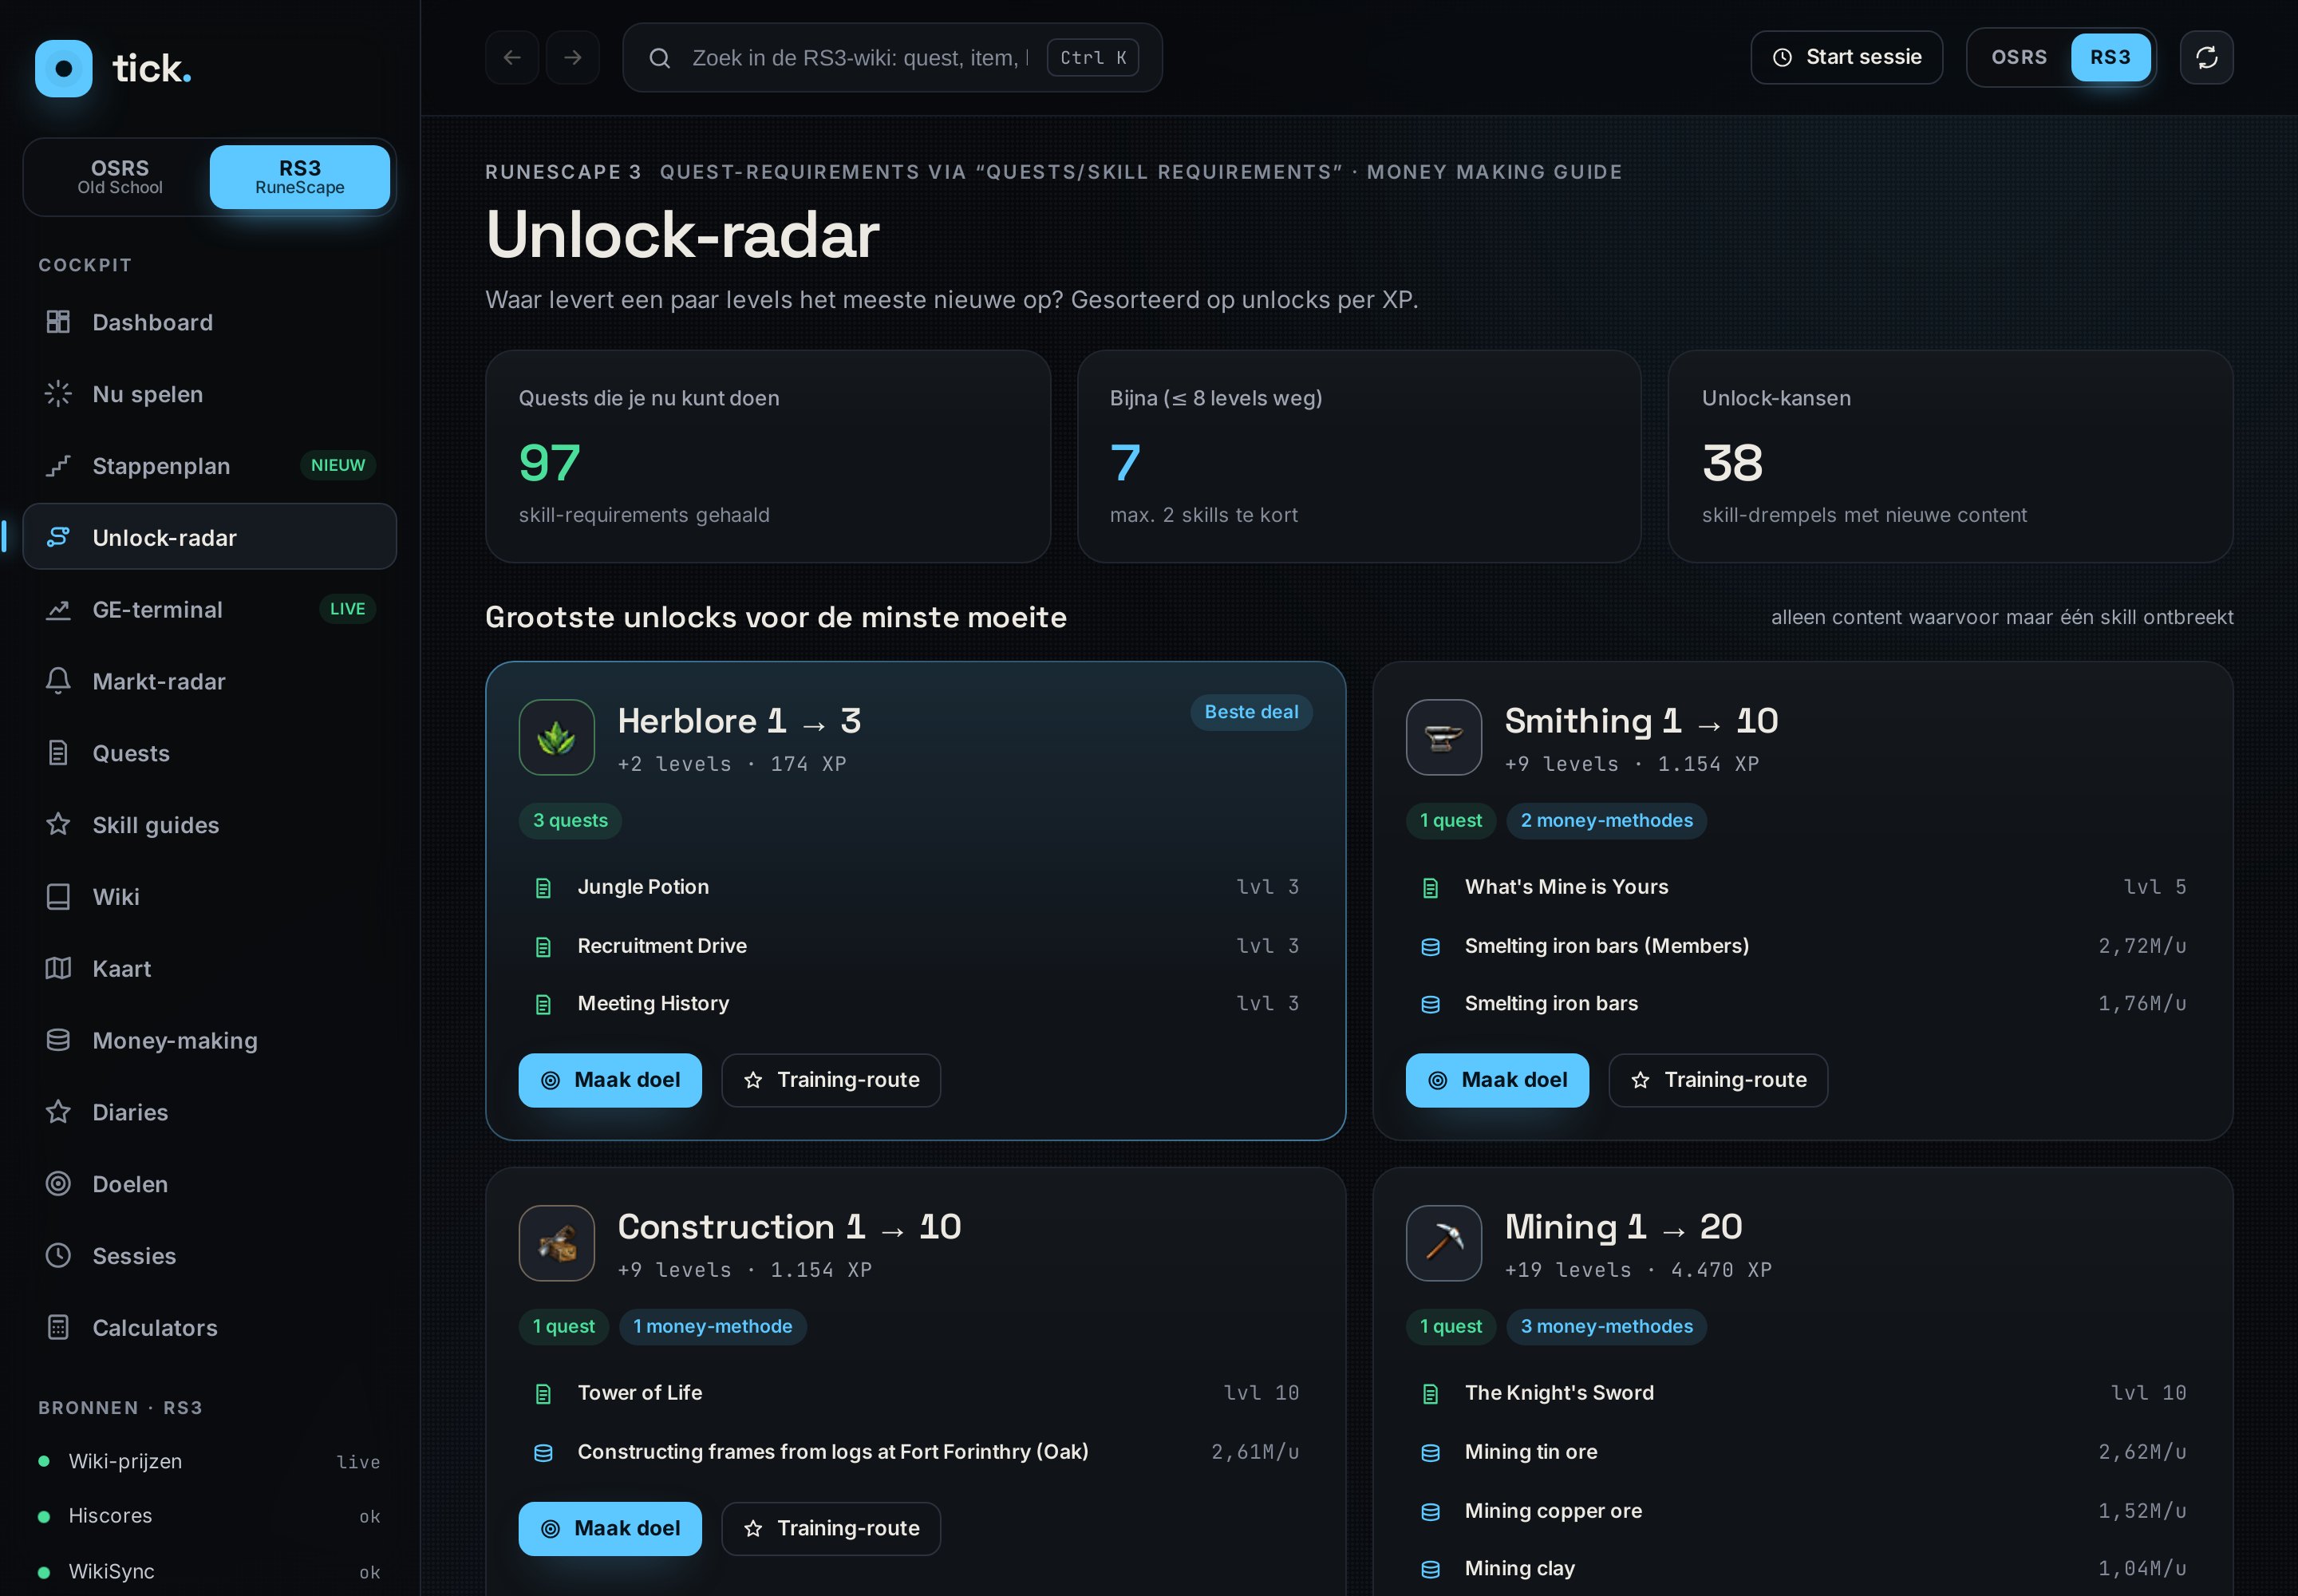 tick.
OSRS
Old School
RS3
RuneScape
COCKPIT
Dashboard
Nu spelen
Stappenplan NIEUW
Unlock-radar
GE-terminal LIVE
Markt-radar
Quests
Skill guides
Wiki
Kaart
Money-making
Diaries
Doelen
Sessies
Calculators
BRONNEN · RS3
Wiki-prijzen live
Hiscores ok
WikiSync ok
Zoek in de RS3-wiki: quest, item, Ctrl K
Start sessie
OSRS RS3
RUNESCAPE 3 QUEST-REQUIREMENTS VIA “QUESTS/SKILL REQUIREMENTS” · MONEY MAKING GUIDE
Unlock-radar
Waar levert een paar levels het meeste nieuwe op? Gesorteerd op unlocks per XP.
Quests die je nu kunt doen
97
skill-requirements gehaald
Bijna (≤ 8 levels weg)
7
max. 2 skills te kort
Unlock-kansen
38
skill-drempels met nieuwe content
Grootste unlocks voor de minste moeite
alleen content waarvoor maar één skill ontbreekt
Herblore 1 → 3
Beste deal
+2 levels · 174 XP
3 quests
Jungle Potion lvl 3
Recruitment Drive lvl 3
Meeting History lvl 3
Maak doel Training-route
Smithing 1 → 10
+9 levels · 1.154 XP
1 quest 2 money-methodes
What's Mine is Yours lvl 5
Smelting iron bars (Members) 2,72M/u
Smelting iron bars 1,76M/u
Maak doel Training-route
Construction 1 → 10
+9 levels · 1.154 XP
1 quest 1 money-methode
Tower of Life lvl 10
Constructing frames from logs at Fort Forinthry (Oak) 2,61M/u
Maak doel Training-route
Mining 1 → 20
+19 levels · 4.470 XP
1 quest 3 money-methodes
The Knight's Sword lvl 10
Mining tin ore 2,62M/u
Mining copper ore 1,52M/u
Mining clay 1,04M/u